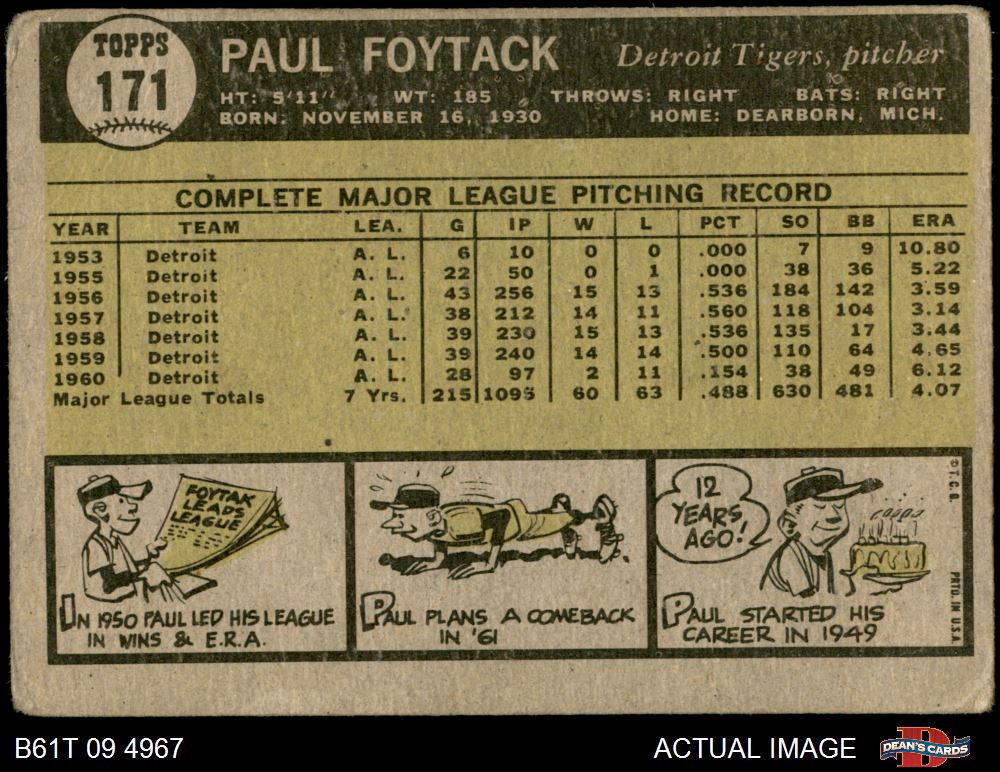 TOPPS
171
PAUL FOYTACK
Detroit Tigers, pitcher
HT: 5'11" WT: 185 THROWS: RIGHT BATS: RIGHT
BORN: NOVEMBER 16, 1930 HOME: DEARBORN, MICH.
COMPLETE MAJOR LEAGUE PITCHING RECORD
YEAR TEAM LEA. G IP W L PCT SO BB ERA
1953 Detroit A. L. 6 10 0 0 .000 7 9 10.80
1955 Detroit A. L. 22 50 0 1 .000 38 36 5.22
1956 Detroit A. L. 43 256 15 13 .536 184 142 3.59
1957 Detroit A. L. 38 212 14 11 .560 118 104 3.14
1958 Detroit A. L. 39 230 15 13 .536 135 17 3.44
1959 Detroit A. L. 39 240 14 14 .500 110 64 4.65
1960 Detroit A. L. 28 97 2 11 .154 38 49 6.12
Major League Totals 7 Yrs. 215 1095 60 63 .488 630 481 4.07
FOYTAK
LEADS
LEAGUE
IN 1950 PAUL LED HIS LEAGUE
IN WINS & E.R.A.
PAUL PLANS A COMEBACK
IN '61
12
YEARS
AGO!
PAUL STARTED HIS
CAREER IN 1949
© T. C. G.
PRTD. IN U.S.A.
B61T 09 4967
ACTUAL IMAGE
DEAN'S CARDS